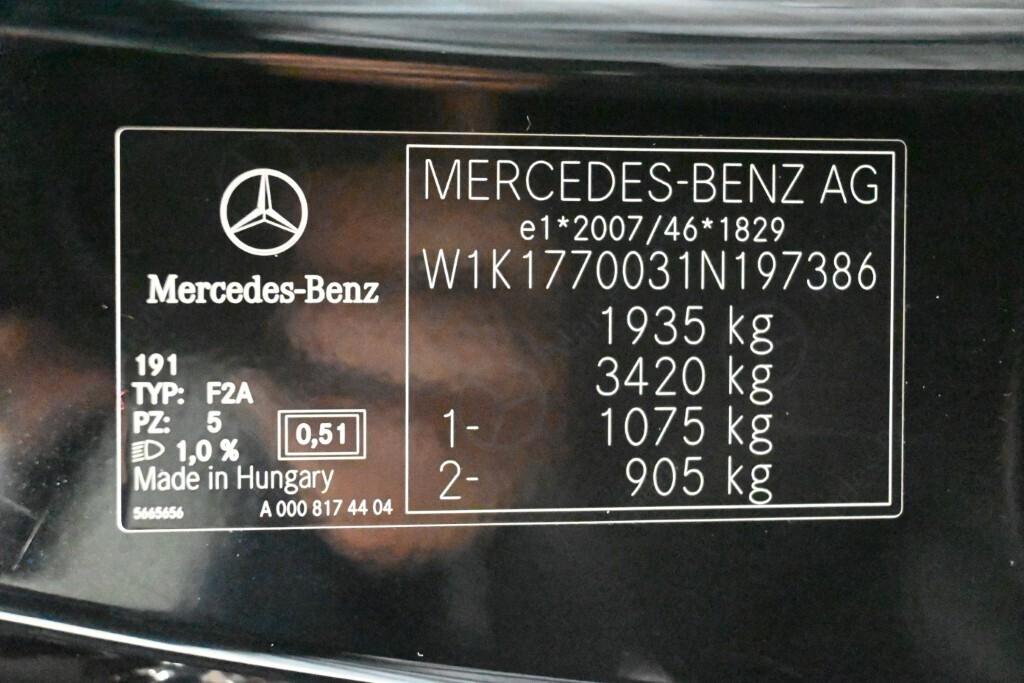 Mercedes-Benz
191
TYP: F2A
PZ: 5
1,0 %
0,51
Made in Hungary
5665656
A 000 817 44 04
MERCEDES-BENZ AG
e1*2007/46*1829
W1K1770031N197386
1935 kg
3420 kg
1- 1075 kg
2- 905 kg